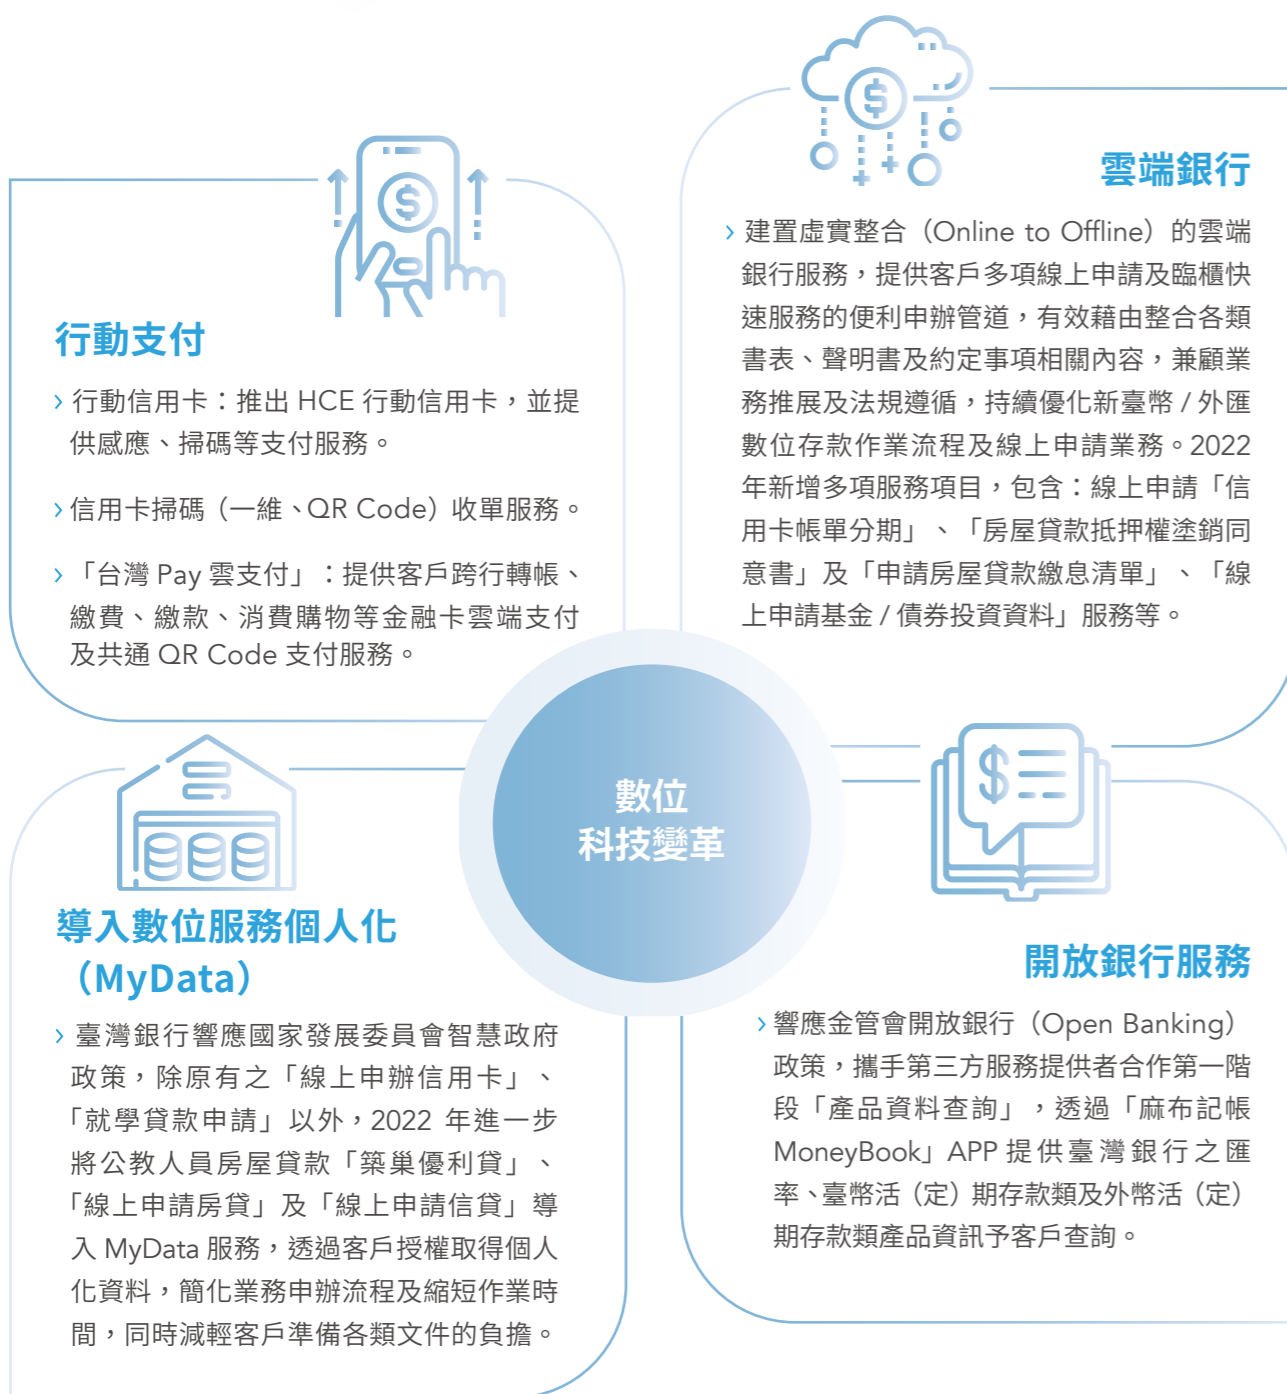 行動支付
› 行動信用卡：推出 HCE 行動信用卡，並提
供感應、掃碼等支付服務。
› 信用卡掃碼（一維、QR Code）收單服務。
› 「台灣 Pay 雲支付」：提供客戶跨行轉帳、
繳費、繳款、消費購物等金融卡雲端支付
及共通 QR Code 支付服務。
雲端銀行
› 建置虛實整合（Online to Offline）的雲端
銀行服務，提供客戶多項線上申請及臨櫃快
速服務的便利申辦管道，有效藉由整合各類
書表、聲明書及約定事項相關內容，兼顧業
務推展及法規遵循，持續優化新臺幣 / 外匯
數位存款作業流程及線上申請業務。2022
年新增多項服務項目，包含：線上申請「信
用卡帳單分期」、「房屋貸款抵押權塗銷同
意書」及「申請房屋貸款繳息清單」、「線
上申請基金 / 債券投資資料」服務等。
數位
科技變革
導入數位服務個人化
（MyData）
› 臺灣銀行響應國家發展委員會智慧政府
政策，除原有之「線上申辦信用卡」、
「就學貸款申請」以外，2022 年進一步
將公教人員房屋貸款「築巢優利貸」、
「線上申請房貸」及「線上申請信貸」導
入 MyData 服務，透過客戶授權取得個人
化資料，簡化業務申辦流程及縮短作業時
間，同時減輕客戶準備各類文件的負擔。
開放銀行服務
› 響應金管會開放銀行（Open Banking）
政策，攜手第三方服務提供者合作第一階
段「產品資料查詢」，透過「麻布記帳
MoneyBook」APP 提供臺灣銀行之匯
率、臺幣活（定）期存款類及外幣活（定）
期存款類產品資訊予客戶查詢。